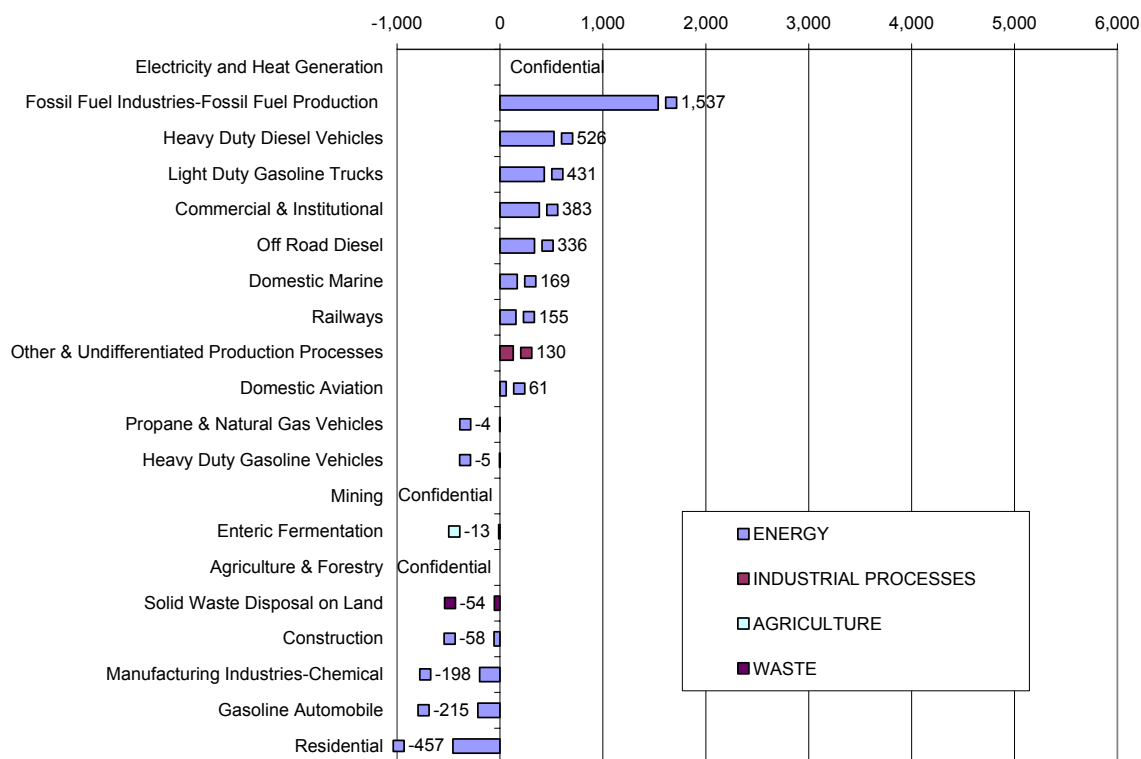 -1,000 0 1,000 2,000 3,000 4,000 5,000 6,000
Electricity and Heat Generation Confidential
Fossil Fuel Industries-Fossil Fuel Production 1,537
Heavy Duty Diesel Vehicles 526
Light Duty Gasoline Trucks 431
Commercial & Institutional 383
Off Road Diesel 336
Domestic Marine 169
Railways 155
Other & Undifferentiated Production Processes 130
Domestic Aviation 61
Propane & Natural Gas Vehicles -4
Heavy Duty Gasoline Vehicles -5
Mining Confidential
Enteric Fermentation -13
Agriculture & Forestry Confidential
Solid Waste Disposal on Land -54
Construction -58
Manufacturing Industries-Chemical -198
Gasoline Automobile -215
Residential -457
ENERGY
INDUSTRIAL PROCESSES
AGRICULTURE
WASTE